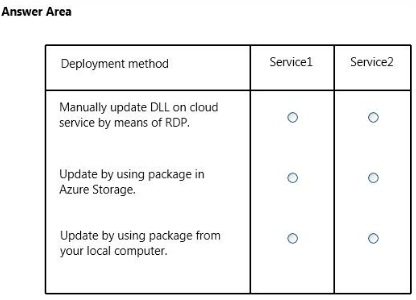 Answer Area
Deployment method
Service1
Service2
Manually update DLL on cloud
service by means of RDP.
Update by using package in
Azure Storage.
Update by using package from
your local computer.